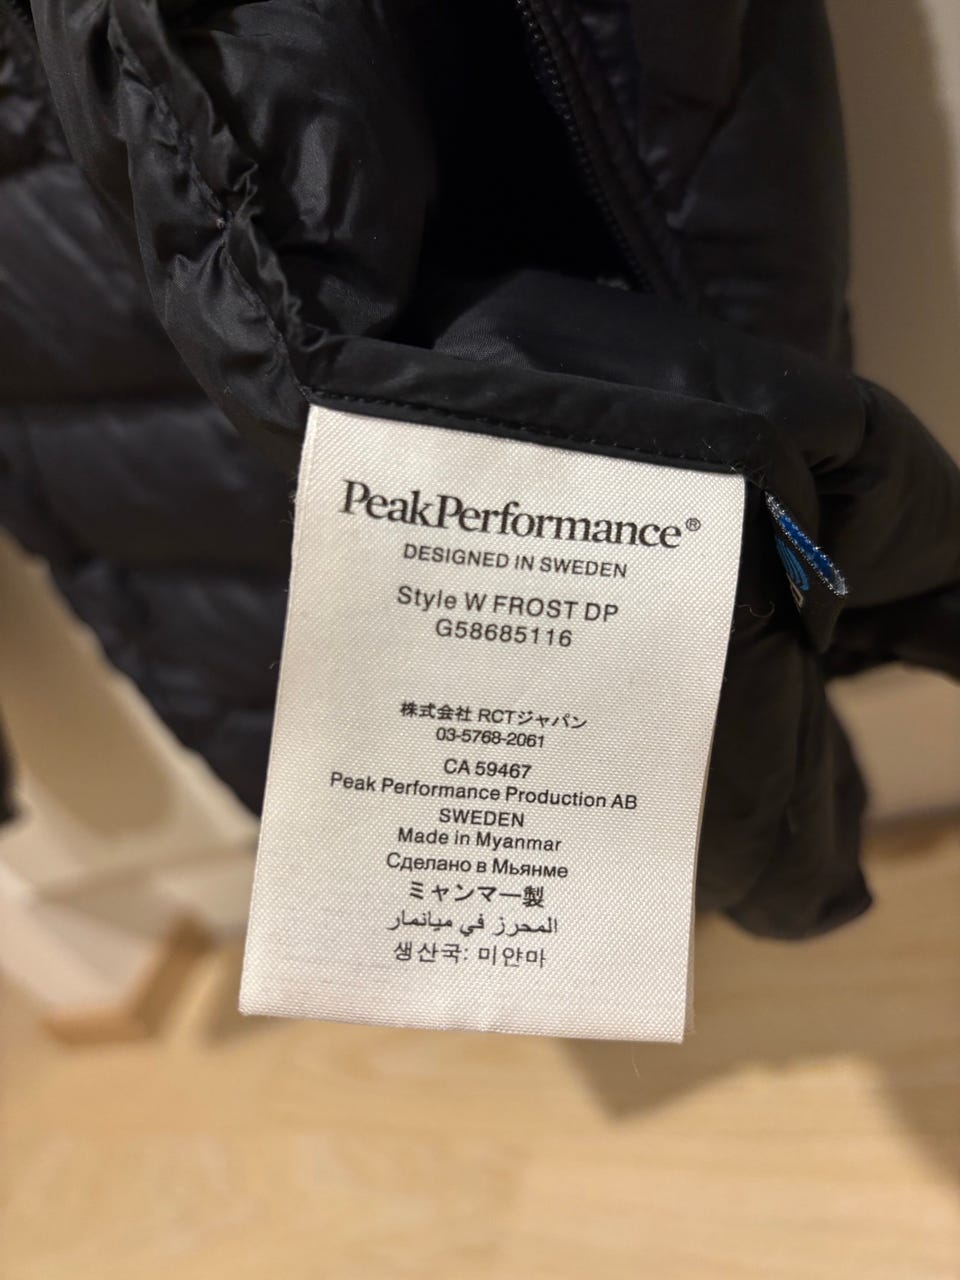 PeakPerformance®
DESIGNED IN SWEDEN
Style W FROST DP
G58685116
株式会社 RCTジャパン
03-5768-2061
CA 59467
Peak Performance Production AB
SWEDEN
Made in Myanmar
Сделано в Мьянме
ミャンマー製
المحرز في ميانمار
생산국: 미얀마